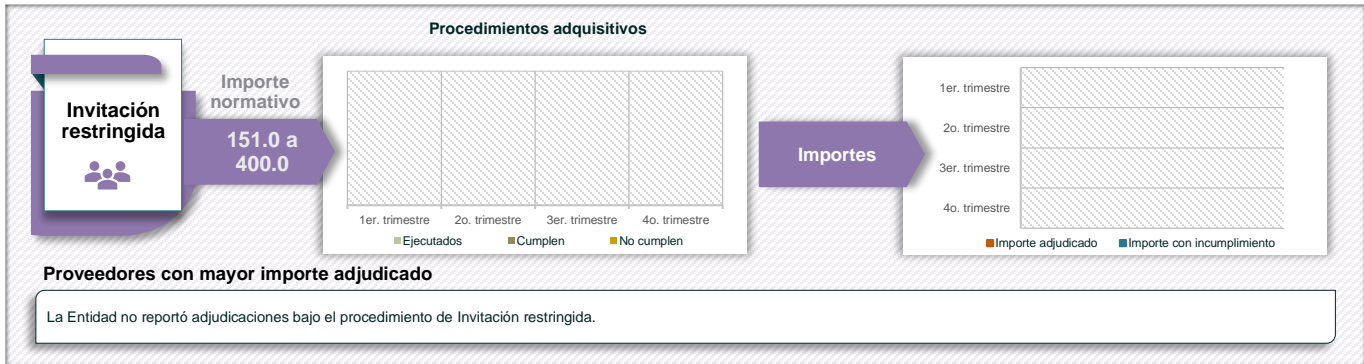 Procedimientos adquisitivos
Invitación
restringida
Importe
normativo
151.0 a
400.0
1er. trimestre
2o. trimestre
3er. trimestre
4o. trimestre
Ejecutados
Cumplen
No cumplen
Importes
1er. trimestre
2o. trimestre
3er. trimestre
4o. trimestre
Importe adjudicado
Importe con incumplimiento
Proveedores con mayor importe adjudicado
La Entidad no reportó adjudicaciones bajo el procedimiento de Invitación restringida.